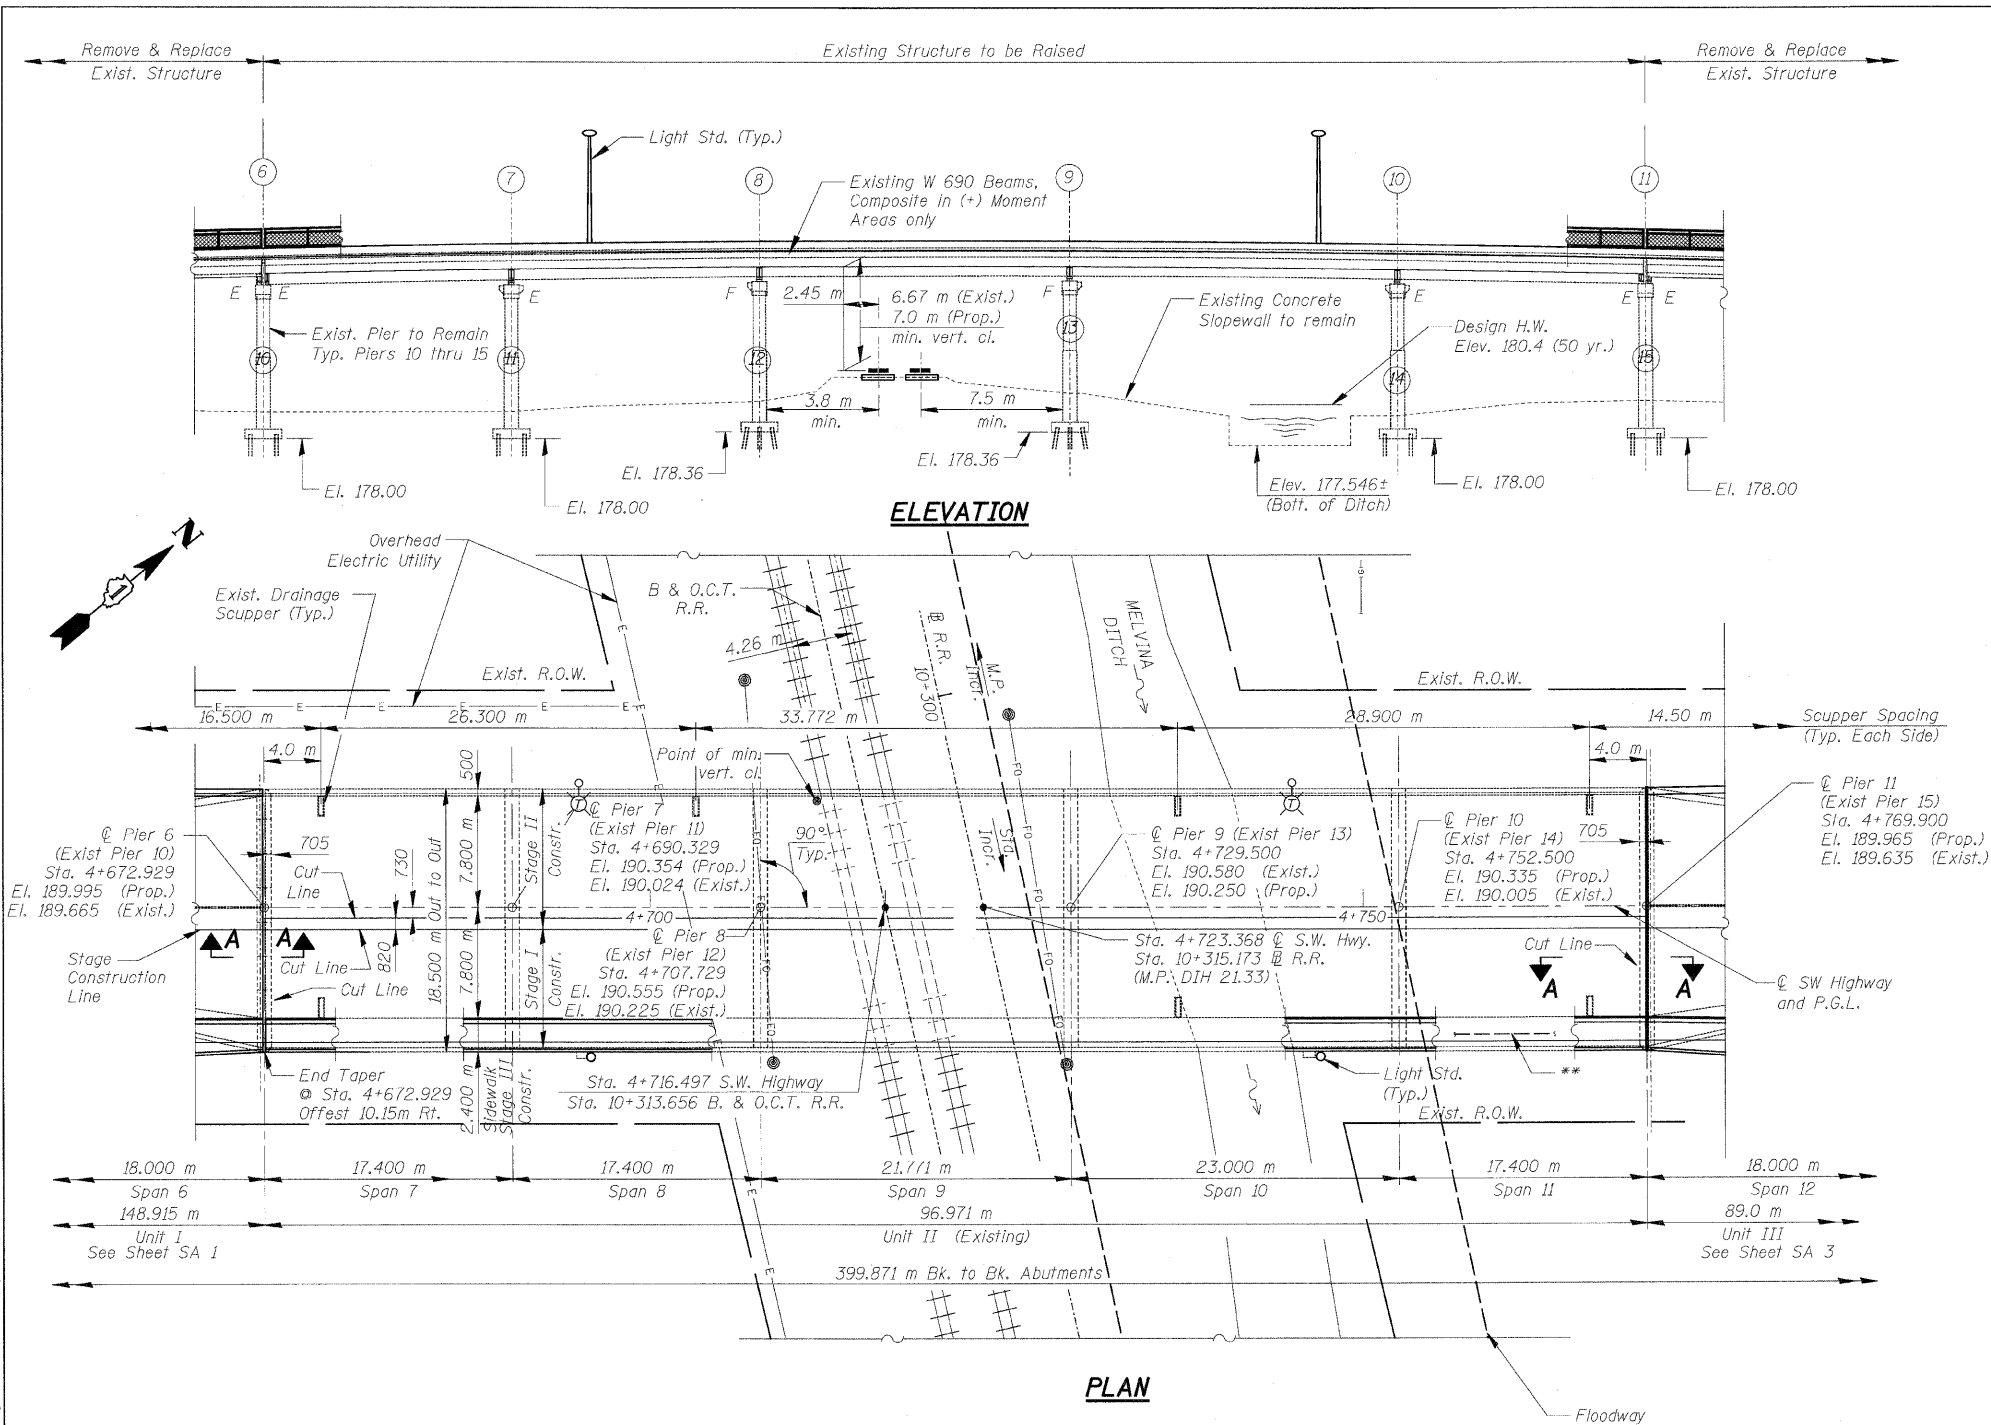 Remove & Replace
Exist. Structure
Existing Structure to be Raised
Remove & Replace
Exist. Structure
Light Std. (Typ.)
6
7
8
9
10
11
Existing W 690 Beams,
Composite in (+) Moment
Areas only
E E
E
F
F
E
E E
2.45 m
6.67 m (Exist.)
7.0 m (Prop.)
min. vert. cl.
Existing Concrete
Slopewall to remain
Design H.W.
Elev. 180.4 (50 yr.)
Exist. Pier to Remain
Typ. Piers 10 thru 15
10
11
12
13
14
15
3.8 m
min.
7.5 m
min.
El. 178.00
El. 178.00
El. 178.36
El. 178.36
Elev. 177.546±
(Bott. of Ditch)
El. 178.00
El. 178.00
ELEVATION
N
1
Overhead
Electric Utility
Exist. Drainage
Scupper (Typ.)
B & O.C.T.
R.R.
4.26 m
℄ R.R.
10+300
M.P.
Incr.
MELVINA
DITCH
Exist. R.O.W.
Exist. R.O.W.
E E E E E
16.500 m
26.300 m
33.772 m
28.900 m
14.50 m
Scupper Spacing
(Typ. Each Side)
4.0 m
4.0 m
500
Point of min.
vert. cl.
℄ Pier 6
(Exist Pier 10)
Sta. 4+672.929
El. 189.995 (Prop.)
El. 189.665 (Exist.)
705
Cut
Line
730
7.800 m
18.500 m Out to Out
Stage II
Constr.
T
℄ Pier 7
(Exist Pier 11)
Sta. 4+690.329
El. 190.354 (Prop.)
El. 190.024 (Exist.)
90°
Typ.
Sta.
Incr.
FO
℄ Pier 9 (Exist Pier 13)
Sta. 4+729.500
El. 190.580 (Exist.)
El. 190.250 (Prop.)
T
℄ Pier 10
(Exist Pier 14)
Sta. 4+752.500
El. 190.335 (Prop.)
El. 190.005 (Exist.)
705
℄ Pier 11
(Exist Pier 15)
Sta. 4+769.900
El. 189.965 (Prop.)
El. 189.635 (Exist.)
4+700
4+750
Stage
Construction
Line
A A
Cut Line
Cut Line
820
7.800 m
Stage I
Constr.
℄ Pier 8
(Exist Pier 12)
Sta. 4+707.729
El. 190.555 (Prop.)
El. 190.225 (Exist.)
Sta. 4+723.368 ℄ S.W. Hwy.
Sta. 10+315.173 ℄ R.R.
(M.P. DIH 21.33)
Cut Line
A A
℄ SW Highway
and P.G.L.
End Taper
@ Sta. 4+672.929
Offest 10.15m Rt.
2.400 m
Sidewalk
Stage III
Constr.
Sta. 4+716.497 S.W. Highway
Sta. 10+313.656 B. & O.C.T. R.R.
Light Std.
(Typ.)
**
Exist. R.O.W.
18.000 m
Span 6
17.400 m
Span 7
17.400 m
Span 8
21.771 m
Span 9
23.000 m
Span 10
17.400 m
Span 11
18.000 m
Span 12
148.915 m
Unit I
See Sheet SA 1
96.971 m
Unit II (Existing)
89.0 m
Unit III
See Sheet SA 3
399.871 m Bk. to Bk. Abutments
PLAN
Floodway